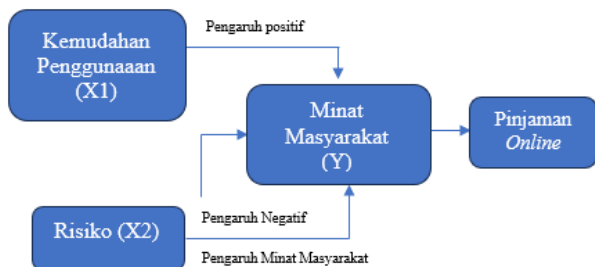 Kemudahan
Penggunaaan
(X1)
Pengaruh positif
Minat
Masyarakat
(Y)
Pinjaman
Online
Risiko (X2)
Pengaruh Negatif
Pengaruh Minat Masyarakat